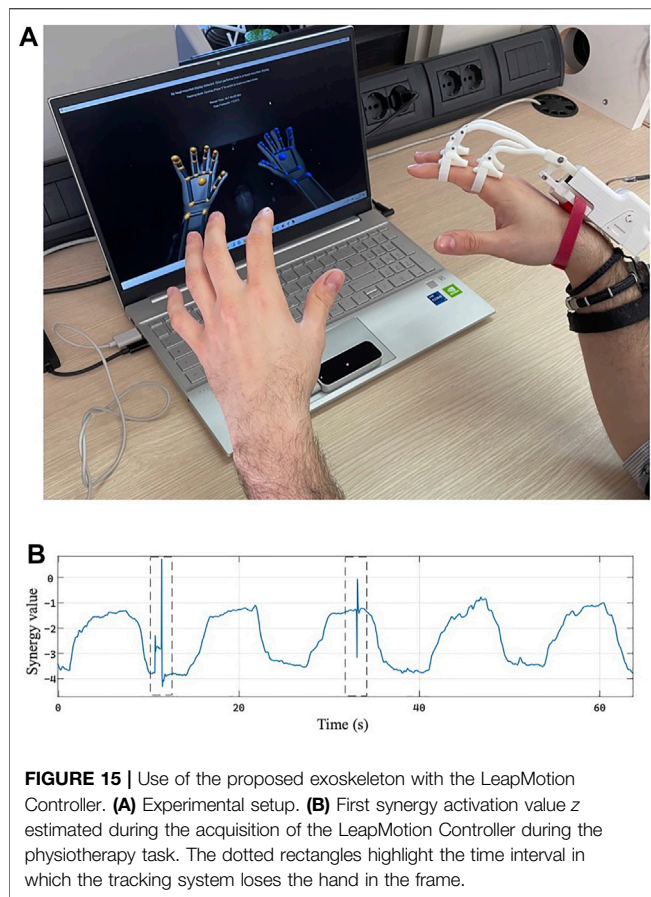 A
B
Synergy value
0
-1
-2
-3
-4
0
20
40
60
Time (s)
FIGURE 15 | Use of the proposed exoskeleton with the LeapMotion
Controller. (A) Experimental setup. (B) First synergy activation value z
estimated during the acquisition of the LeapMotion Controller during the
physiotherapy task. The dotted rectangles highlight the time interval in
which the tracking system loses the hand in the frame.